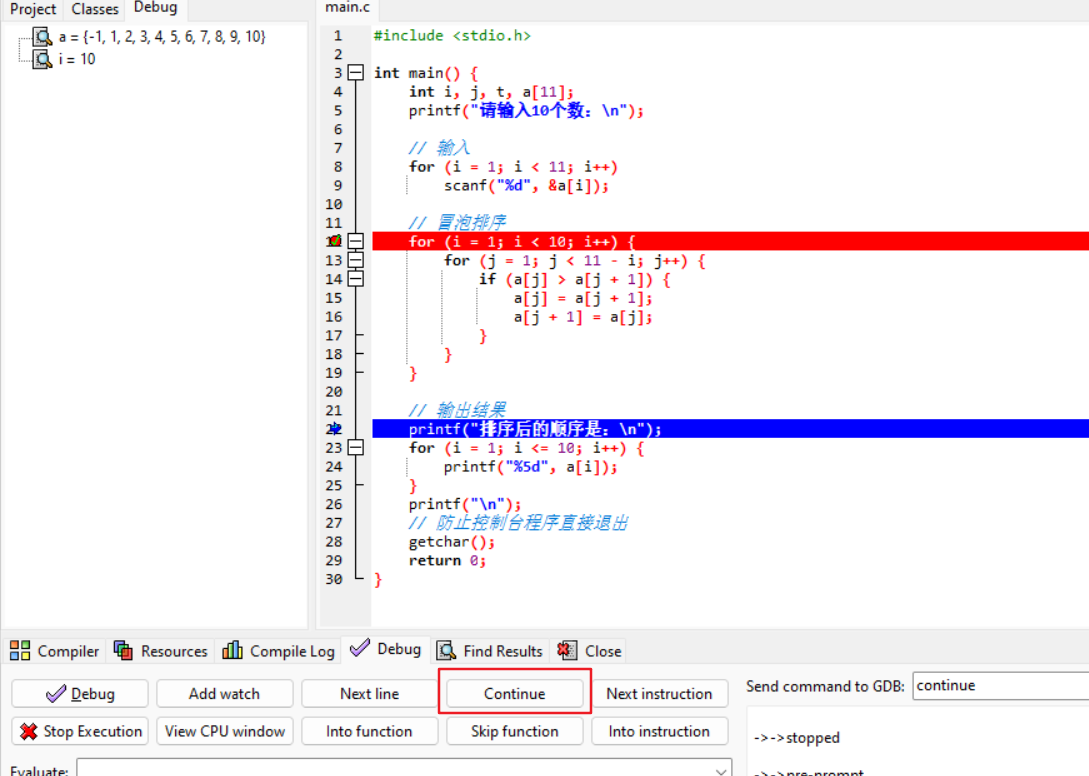 Project Classes Debug
a = {-1, 1, 2, 3, 4, 5, 6, 7, 8, 9, 10}
i = 10
main.c
1 #include <stdio.h>
2
3 int main() {
4 int i, j, t, a[11];
5 printf("请输入10个数：\n");
6
7 // 输入
8 for (i = 1; i < 11; i++)
9 scanf("%d", &a[i]);
10
11 // 冒泡排序
for (i = 1; i < 10; i++) {
13 for (j = 1; j < 11 - i; j++) {
14 if (a[j] > a[j + 1]) {
15 a[j] = a[j + 1];
16 a[j + 1] = a[j];
17 }
18 }
19 }
20
21 // 输出结果
22 printf("排序后的顺序是：\n");
23 for (i = 1; i <= 10; i++) {
24 printf("%5d", a[i]);
25 }
26 printf("\n");
27 // 防止控制台程序直接退出
28 getchar();
29 return 0;
30 }
Compiler Resources Compile Log Debug Find Results Close
Debug Add watch Next line Continue Next instruction Send command to GDB: continue
Stop Execution View CPU window Into function Skip function Into instruction
->->stopped
Evaluate:
->->pre-prompt